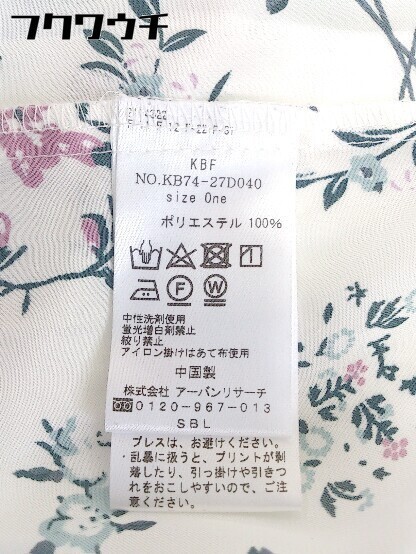 フクワウチ
KBF
NO.KB74-27D040
size One
ポリエステル 100%
中性洗剤使用
蛍光増白剤禁止
絞り禁止
アイロン掛けはあて布使用
中国製
株式会社 アーバンリサーチ
0120-967-013
SBL
プレスは、お避けください。
・乱暴に扱うと、プリントが剥
落したり、引っ掛けや引きつ
れをおこしやすいので、ご注
意ください。